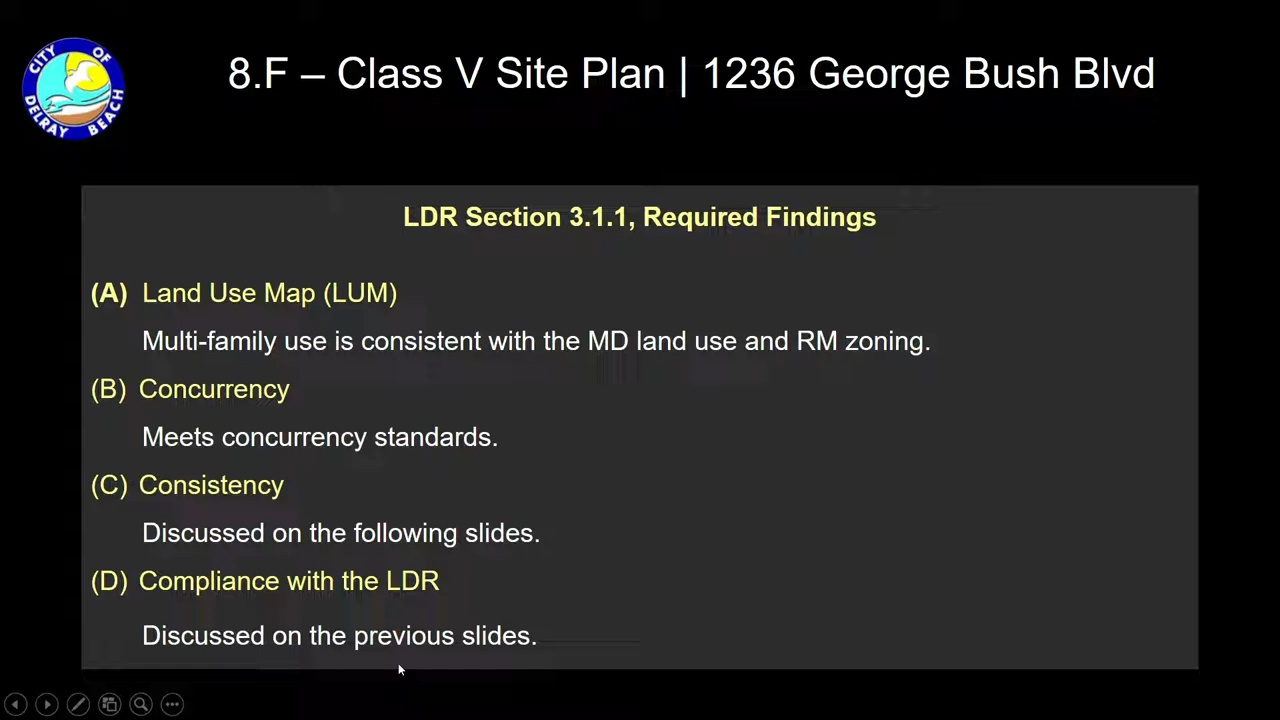 CITY OF
DELRAY BEACH
8.F – Class V Site Plan | 1236 George Bush Blvd
LDR Section 3.1.1, Required Findings
(A) Land Use Map (LUM)
Multi-family use is consistent with the MD land use and RM zoning.
(B) Concurrency
Meets concurrency standards.
(C) Consistency
Discussed on the following slides.
(D) Compliance with the LDR
Discussed on the previous slides.